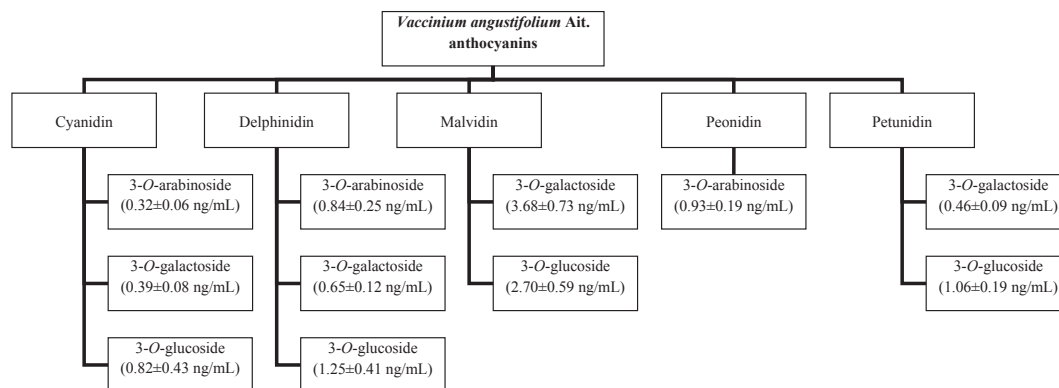 Vaccinium angustifolium Ait.
anthocyanins
Cyanidin
Delphinidin
Malvidin
Peonidin
Petunidin
3-O-arabinoside
(0.32±0.06 ng/mL)
3-O-arabinoside
(0.84±0.25 ng/mL)
3-O-galactoside
(3.68±0.73 ng/mL)
3-O-arabinoside
(0.93±0.19 ng/mL)
3-O-galactoside
(0.46±0.09 ng/mL)
3-O-galactoside
(0.39±0.08 ng/mL)
3-O-galactoside
(0.65±0.12 ng/mL)
3-O-glucoside
(2.70±0.59 ng/mL)
3-O-glucoside
(1.06±0.19 ng/mL)
3-O-glucoside
(0.82±0.43 ng/mL)
3-O-glucoside
(1.25±0.41 ng/mL)